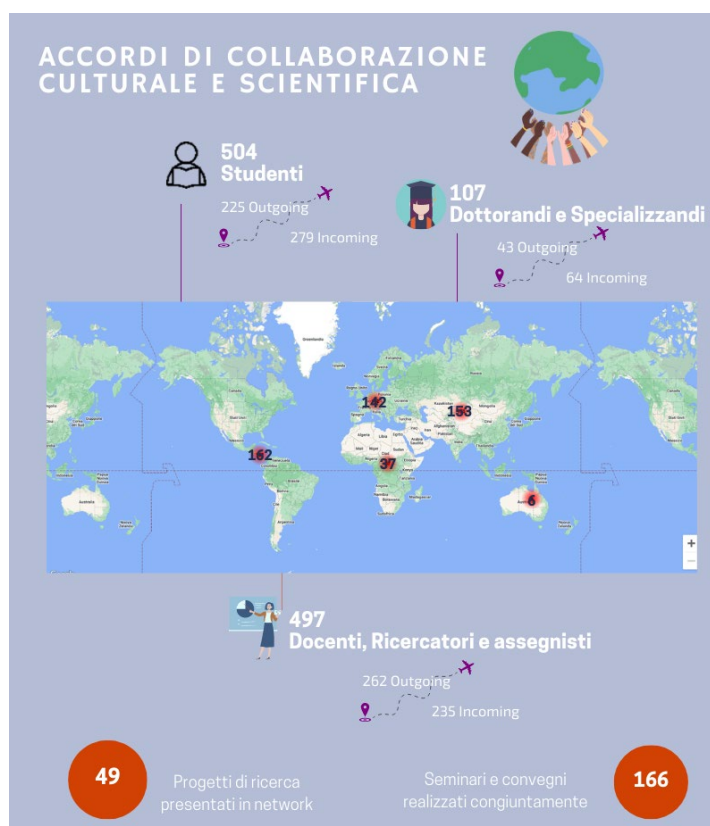 ACCORDI DI COLLABORAZIONE
CULTURALE E SCIENTIFICA
504
Studenti
225 Outgoing
279 Incoming
107
Dottorandi e Specializzandi
43 Outgoing
64 Incoming
142
153
162
37
6
497
Docenti, Ricercatori e assegnisti
262 Outgoing
235 Incoming
49
Progetti di ricerca
presentati in network
Seminari e convegni
realizzati congiuntamente
166